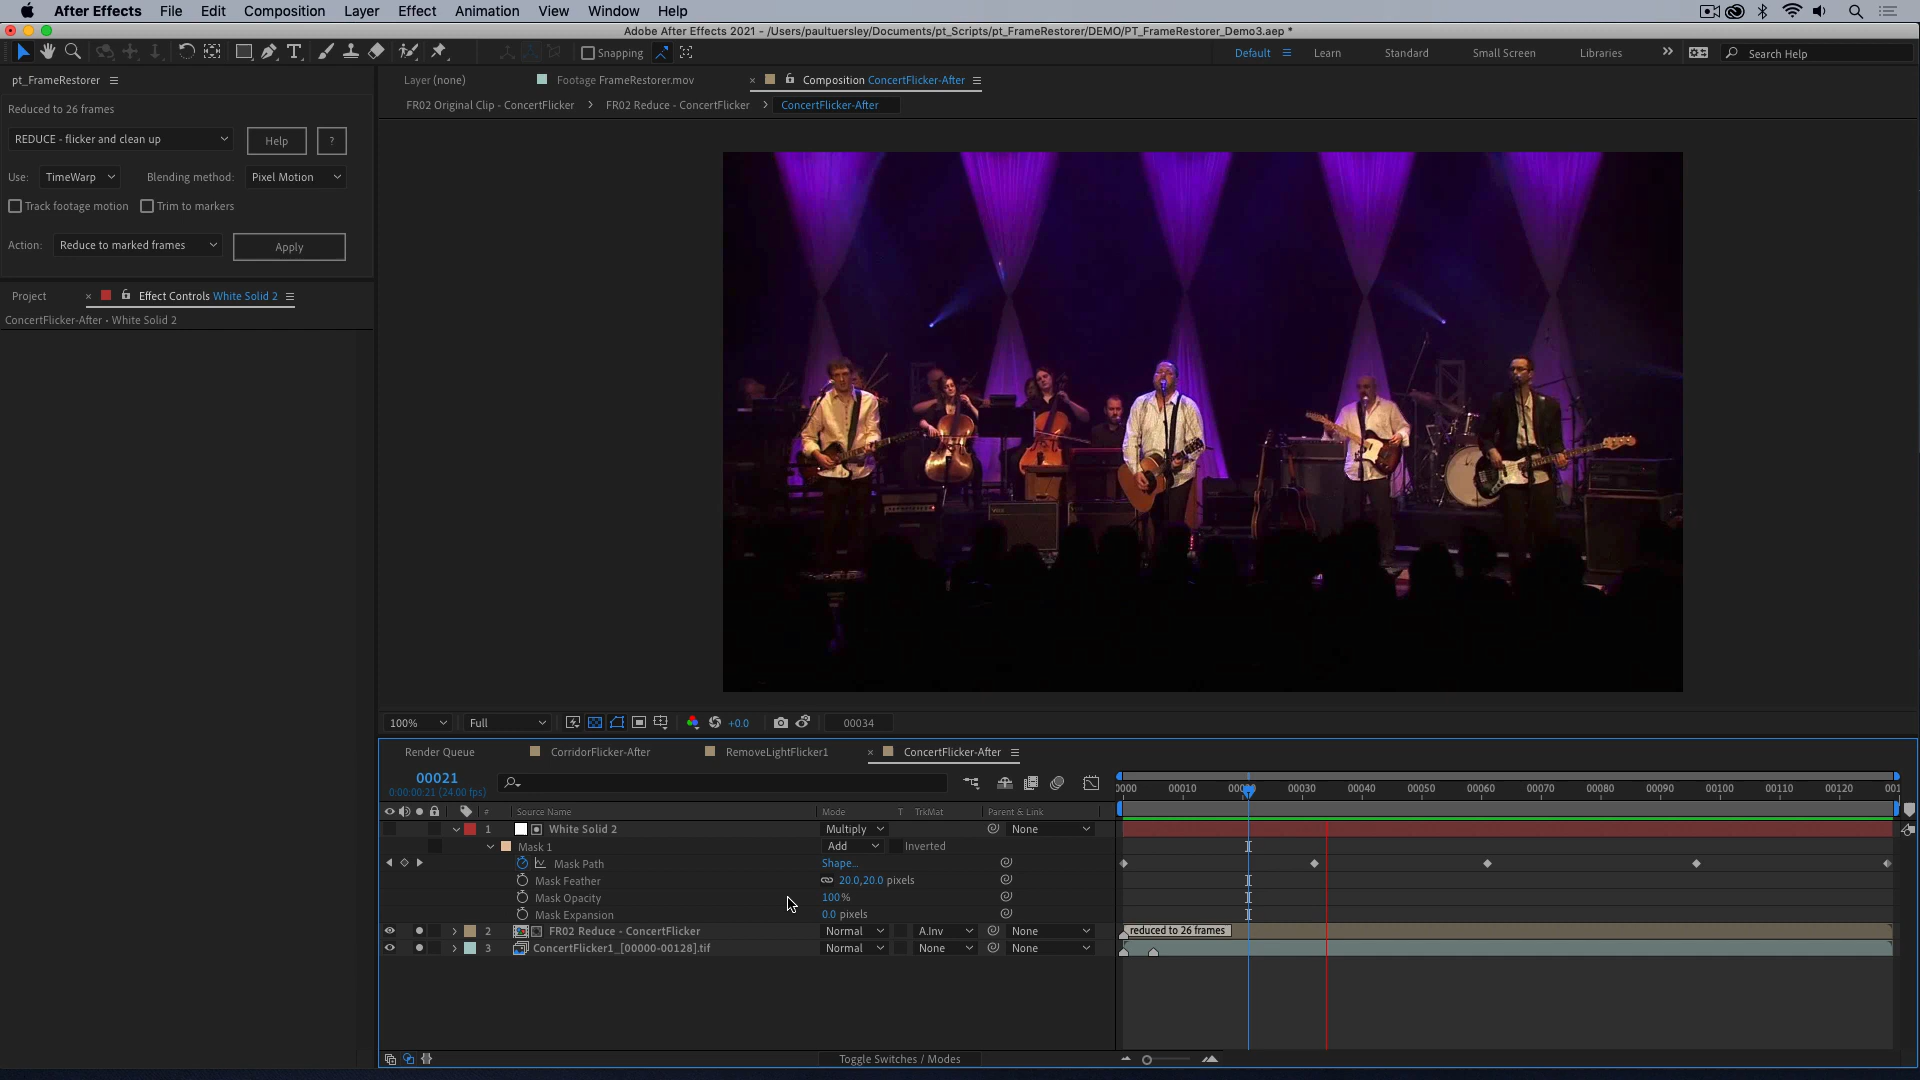 After Effects File Edit Composition Layer Effect Animation View Window Help
Adobe After Effects 2021 - /Users/paultuersley/Documents/pt_Scripts/pt_FrameRestorer/DEMO/PT_FrameRestorer_Demo3.aep *
Snapping Default Learn Standard Small Screen Libraries Search Help
pt_FrameRestorer
Layer (none) Footage FrameRestorer.mov × Composition ConcertFlicker-After
FR02 Original Clip - ConcertFlicker FR02 Reduce - ConcertFlicker ConcertFlicker-After
Reduced to 26 frames
REDUCE - flicker and clean up Help ?
Use: TimeWarp Blending method: Pixel Motion
Track footage motion Trim to markers
Action: Reduce to marked frames Apply
Project × Effect Controls White Solid 2
ConcertFlicker-After • White Solid 2
100% Full +0.0 00034
Render Queue CorridorFlicker-After RemoveLightFlicker1 × ConcertFlicker-After
00021
0:00:00:21 (24.00 fps)
0000 00010 00030 00040 00050 00060 00070 00080 00090 00100 00110 00120 001
# Source Name Mode T TrkMat Parent & Link
1 White Solid 2 Multiply None
Mask 1 Add Inverted
Mask Path Shape...
Mask Feather 20.0,20.0 pixels
Mask Opacity 100%
Mask Expansion 0.0 pixels
2 FR02 Reduce - ConcertFlicker Normal A.Inv None reduced to 26 frames
3 ConcertFlicker1_[00000-00128].tif Normal None None
Toggle Switches / Modes